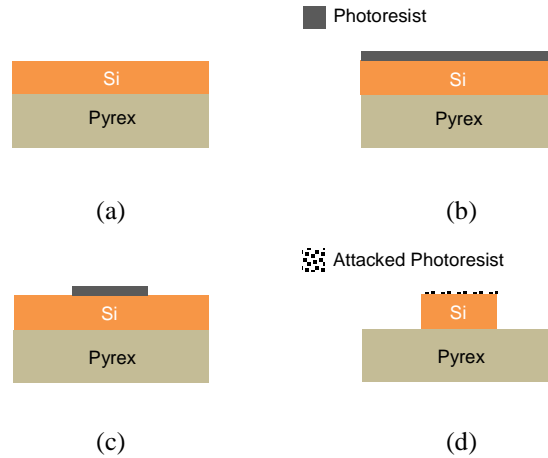 Photoresist
Si
Pyrex
(a)
Si
Pyrex
(b)
Attacked Photoresist
Si
Pyrex
(c)
Si
Pyrex
(d)